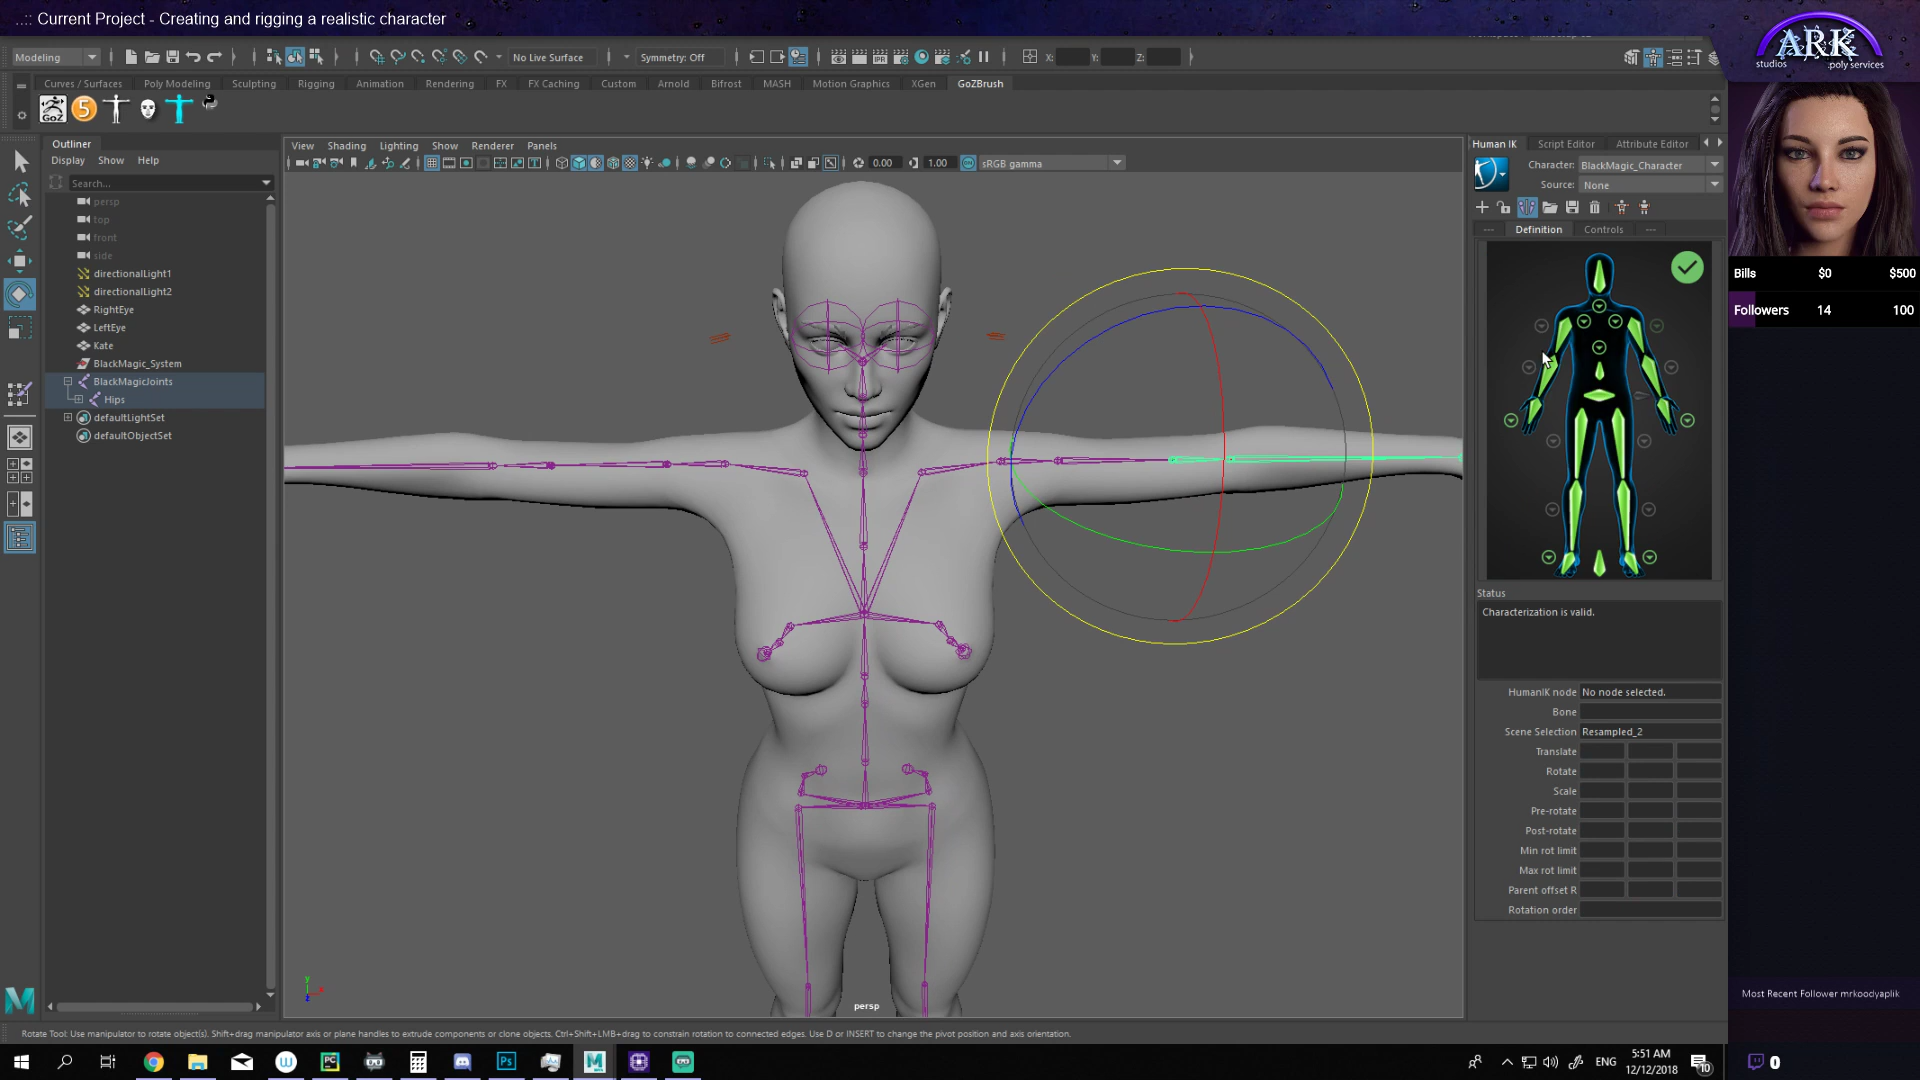 ..:: Current Project - Creating and rigging a realistic character
ARK
studios
:poly services
Modeling
No Live Surface
Symmetry: Off
X:
Y:
Z:
Curves / Surfaces
Poly Modeling
Sculpting
Rigging
Animation
Rendering
FX
FX Caching
Custom
Arnold
Bifrost
MASH
Motion Graphics
XGen
GoZBrush
GoZ
5
Outliner
Display
Show
Help
Search...
persp
top
front
side
directionalLight1
directionalLight2
RightEye
LeftEye
Kate
BlackMagic_System
BlackMagicJoints
Hips
defaultLightSet
defaultObjectSet
View
Shading
Lighting
Show
Renderer
Panels
0.00
1.00
sRGB gamma
persp
Human IK
Script Editor
Attribute Editor
Character:
BlackMagic_Character
Source:
None
---
Definition
Controls
---
Status
Characterization is valid.
HumanIK node
No node selected.
Bone
Scene Selection
Resampled_2
Translate
Rotate
Scale
Pre-rotate
Post-rotate
Min rot limit
Max rot limit
Parent offset R
Rotation order
Bills
$0
$500
Followers
14
100
Most Recent Follower mrkoodyaplik
Rotate Tool: Use manipulator to rotate object(s). Shift+drag manipulator axis or plane handles to extrude components or clone objects. Ctrl+Shift+LMB+drag to constrain rotation to connected edges. Use D or INSERT to change the pivot position and axis orientation.
ENG
5:51 AM
12/12/2018
10
0